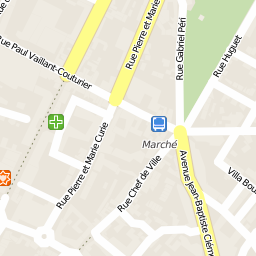 Rue Pierre et Marie
Rue Gabriel Péri
Rue Huguet
Rue Paul Vaillant-Couturier
Rue Pierre et Marie Curie
Marché
Rue Chef de Ville
Avenue Jean-Baptiste Clém
Villa Bou